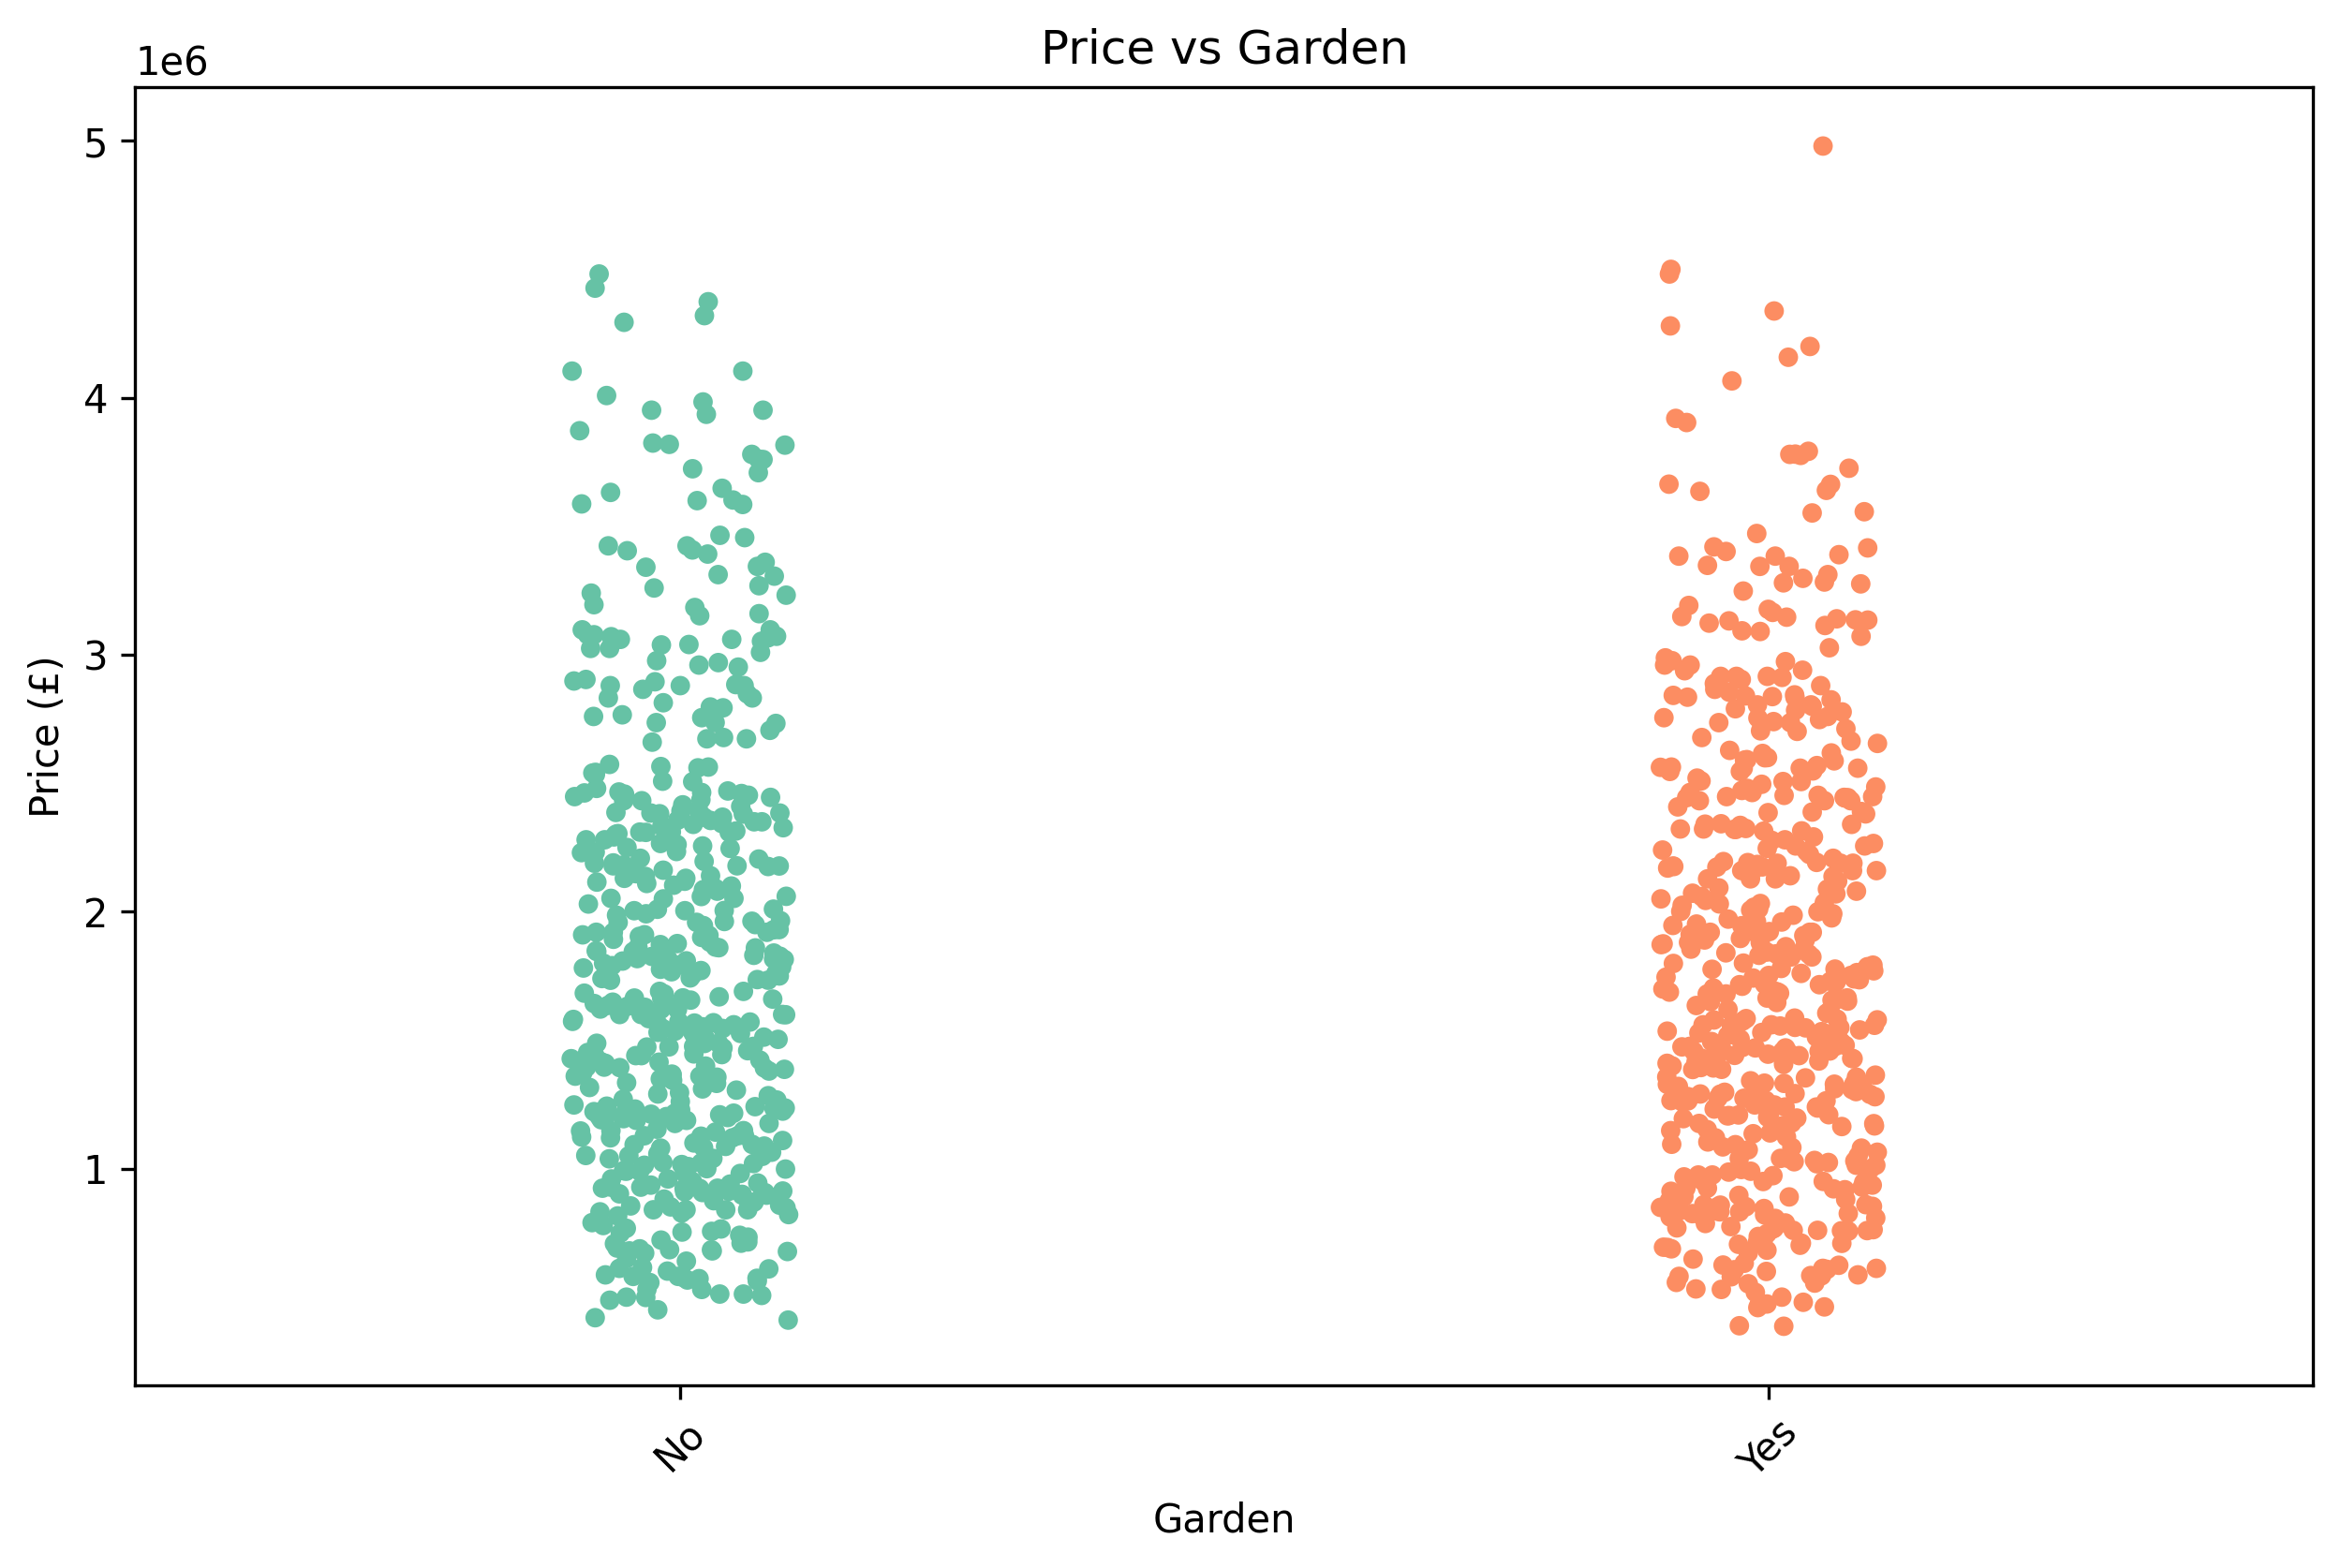 Price vs Garden
1e6
5
4
3
2
1
Price (£)
No
Yes
Garden